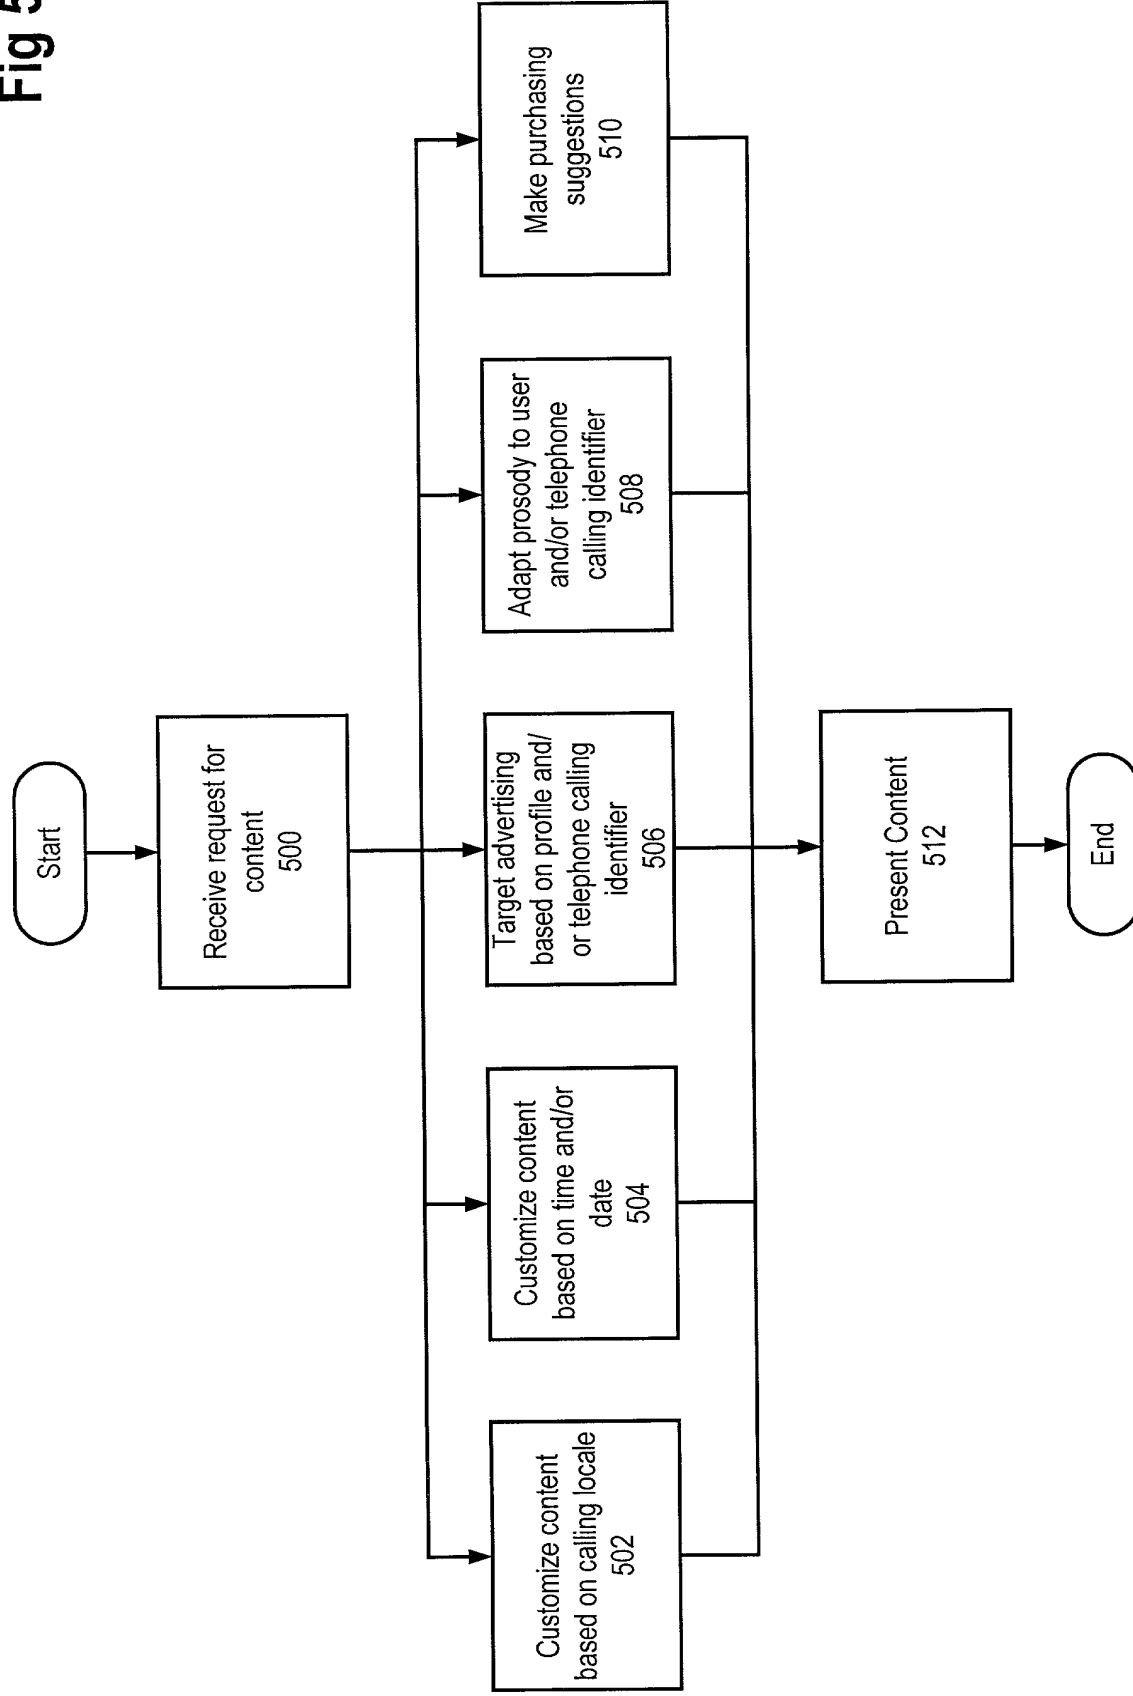 Fig 5
Start
Receive request for
content
500
Customize content
based on calling locale
502
Customize content
based on time and/or
date
504
Target advertising
based on profile and/
or telephone calling
identifier
506
Adapt prosody to user
and/or telephone
calling identifier
508
Make purchasing
suggestions
510
Present Content
512
End